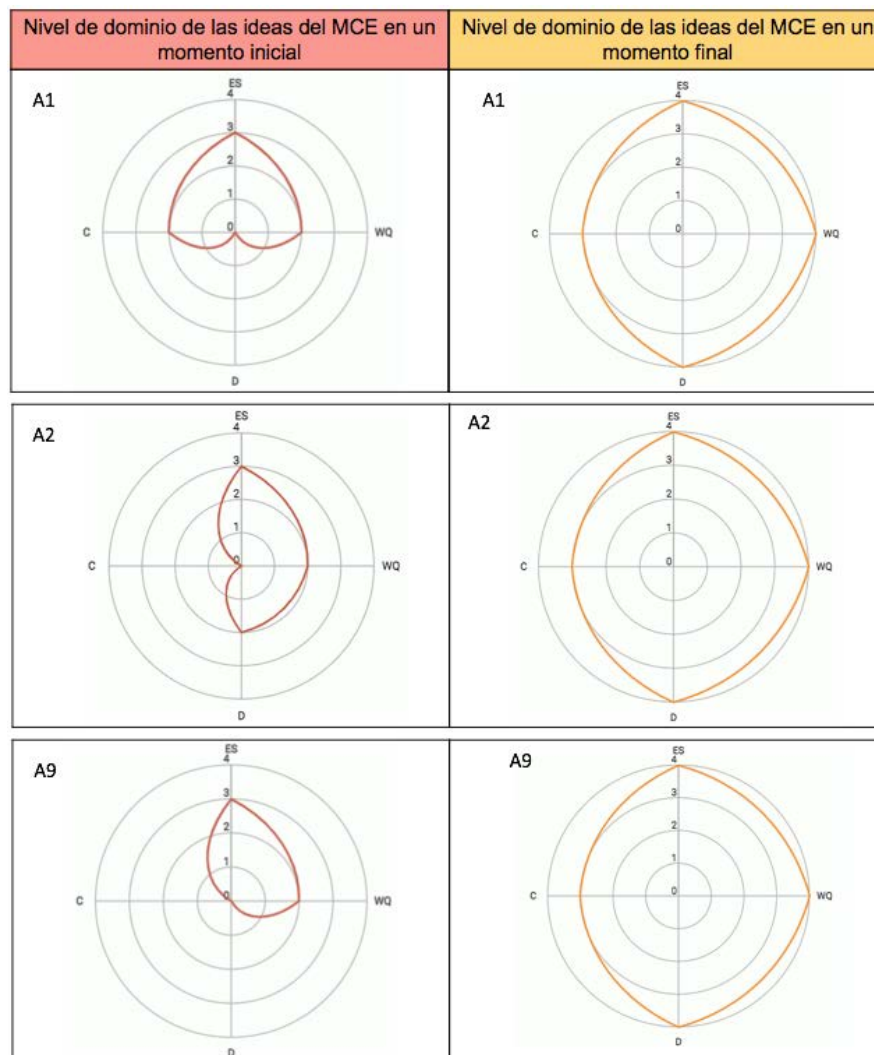 Nivel de dominio de las ideas del MCE en un
momento inicial
Nivel de dominio de las ideas del MCE en un
momento final
A1
ES
4
3
2
1
0
C
WQ
D
A1
ES
4
3
2
1
0
C
WQ
D
A2
ES
4
3
2
1
0
C
WQ
D
A2
ES
4
3
2
1
0
C
WQ
D
A9
ES
4
3
2
1
0
C
WQ
D
A9
ES
4
3
2
1
0
C
WQ
D